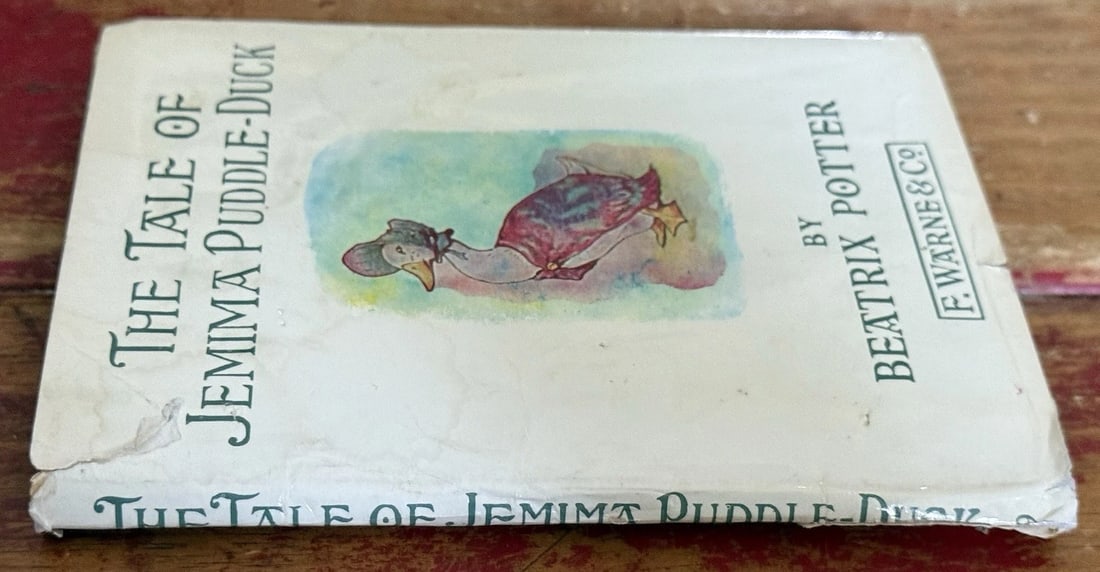 THE TALE OF
JEMIMA PUDDLE-DUCK
BY
BEATRIX POTTER
F. WARNE & Co.
THE TALE OF JEMIMA PUDDLE-DUCK